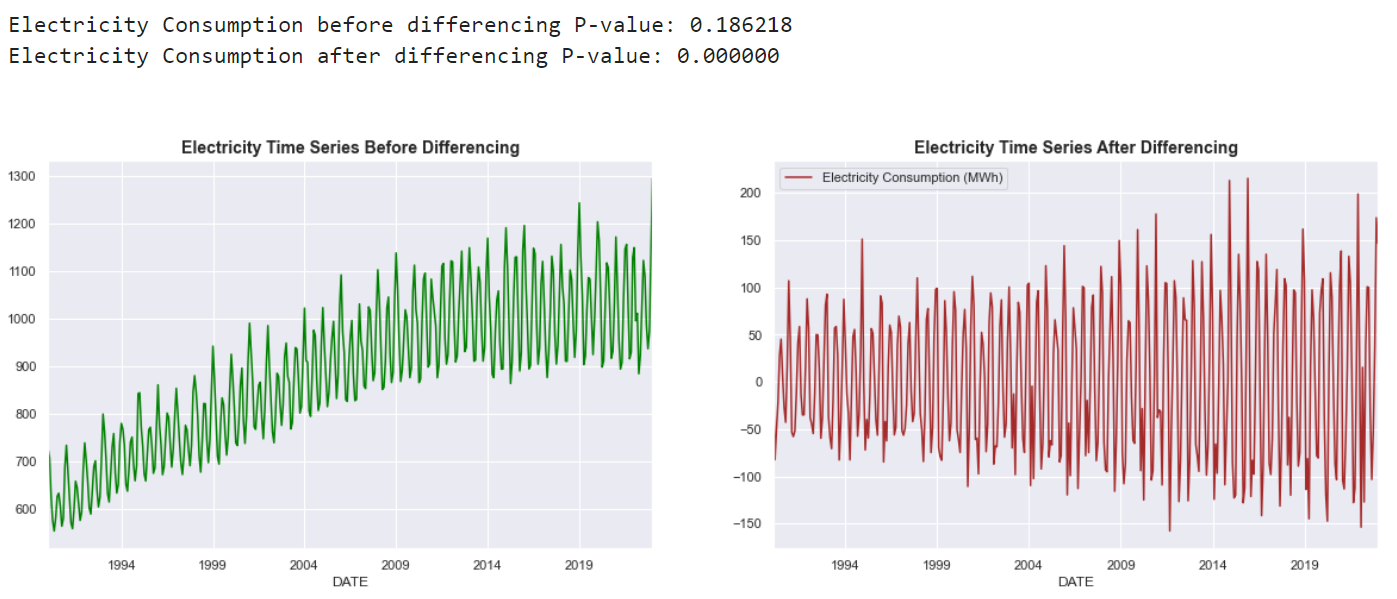 Electricity Consumption before differencing P-value: 0.186218
Electricity Consumption after differencing P-value: 0.000000
Electricity Time Series Before Differencing
1300
1200
1100
1000
900
800
700
600
1994 1999 2004 2009 2014 2019
DATE
Electricity Time Series After Differencing
Electricity Consumption (MWh)
200
150
100
50
0
−50
−100
−150
1994 1999 2004 2009 2014 2019
DATE